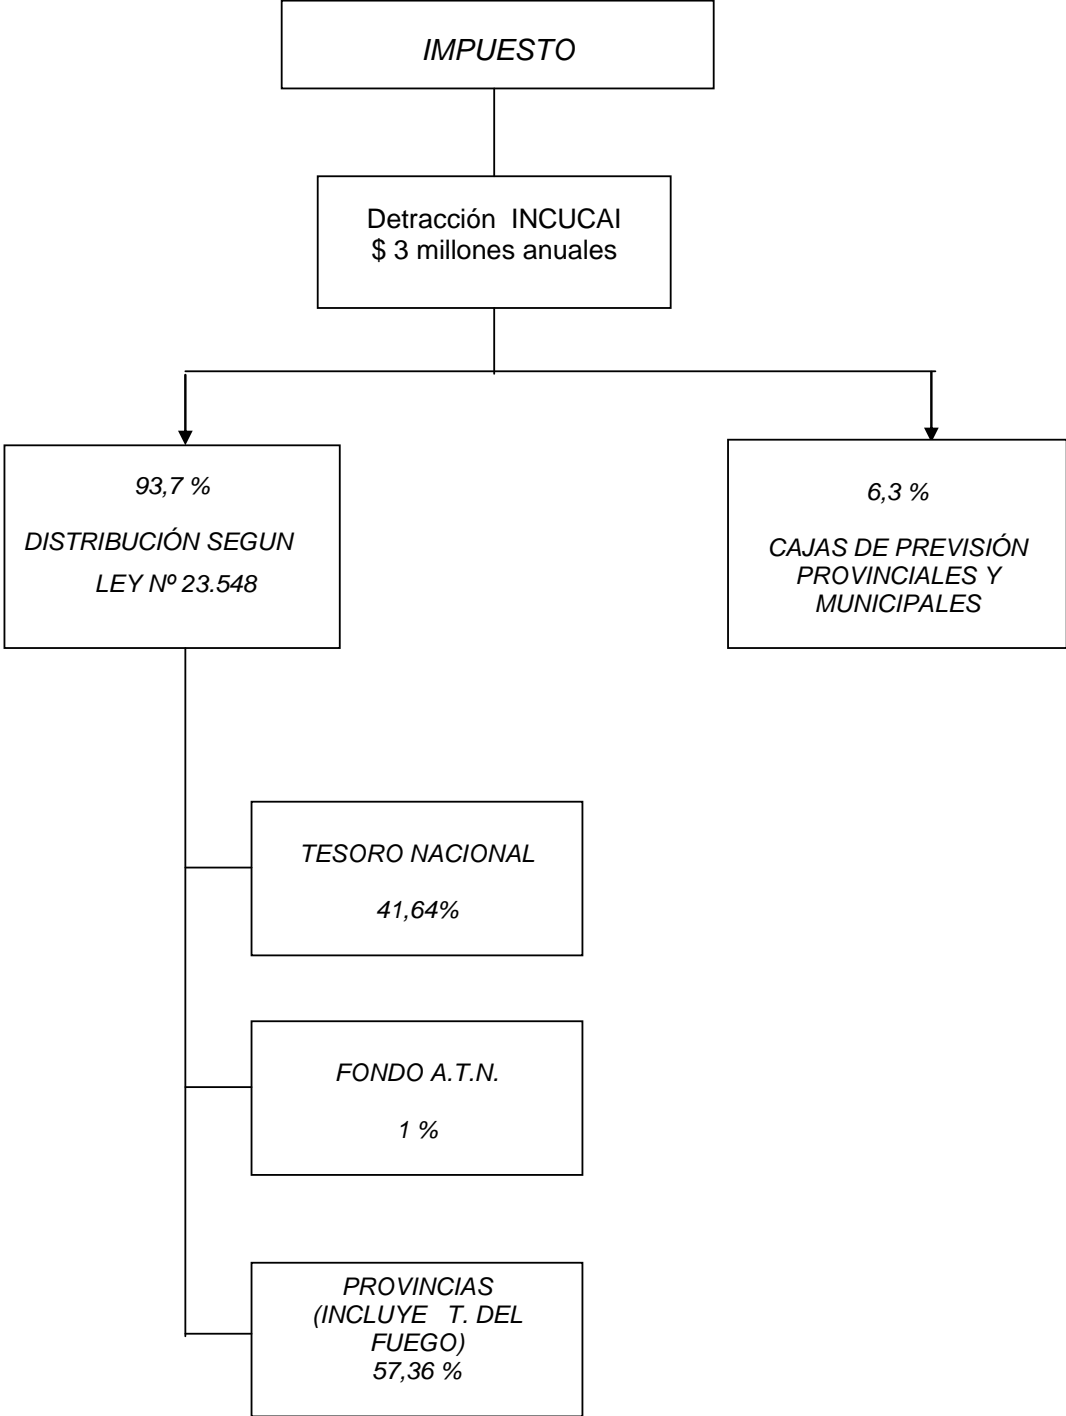 IMPUESTO
Detracción INCUCAI
$ 3 millones anuales
93,7 %
DISTRIBUCIÓN SEGUN
LEY Nº 23.548
6,3 %
CAJAS DE PREVISIÓN
PROVINCIALES Y
MUNICIPALES
TESORO NACIONAL
41,64%
FONDO A.T.N.
1 %
PROVINCIAS
(INCLUYE T. DEL
FUEGO)
57,36 %